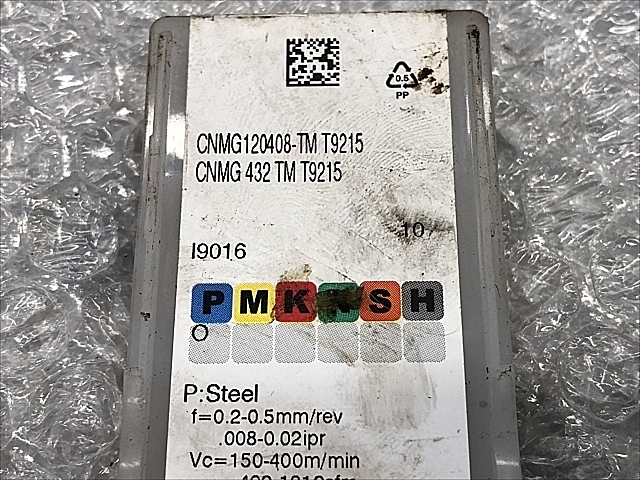 0.5
PP
CNMG120408-TM T9215
CNMG 432 TM T9215
10
I9016
P M K N S H
O
P:Steel
f=0.2-0.5mm/rev
.008-0.02ipr
Vc=150-400m/min